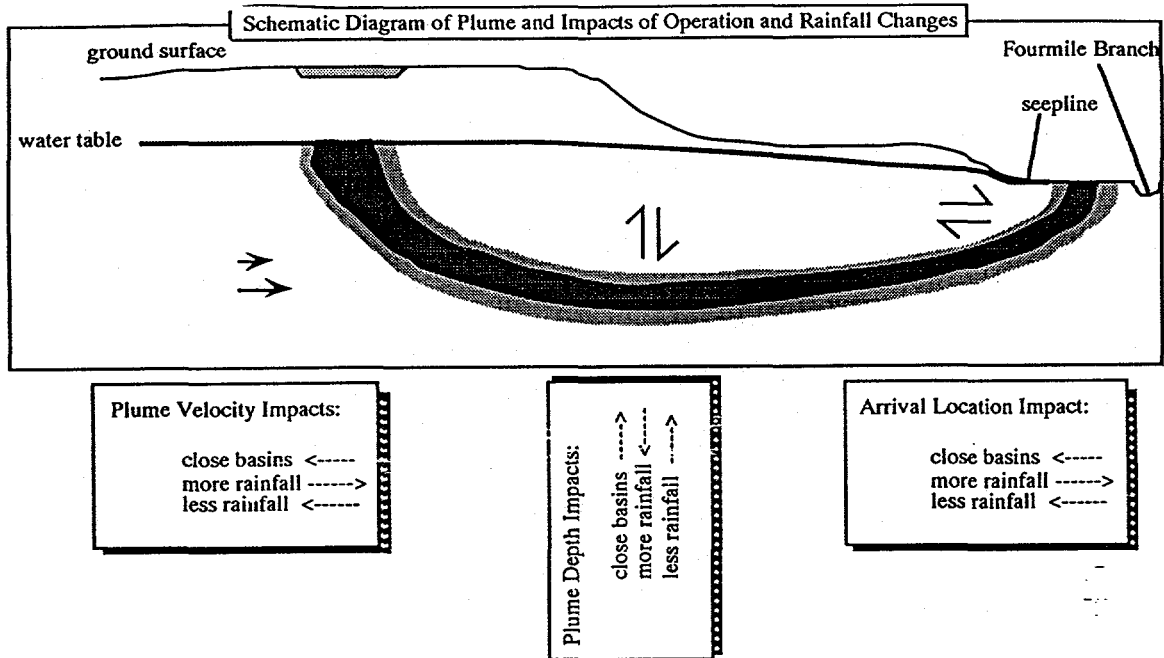 Schematic Diagram of Plume and Impacts of Operation and Rainfall Changes
ground surface
Fourmile Branch
seepline
water table
Plume Velocity Impacts:
close basins <-----
more rainfall ------>
less rainfall <------
Plume Depth Impacts:
close basins ----->
more rainfall <-----
less rainfall ----->
Arrival Location Impact:
close basins <-----
more rainfall ------>
less rainfall <------